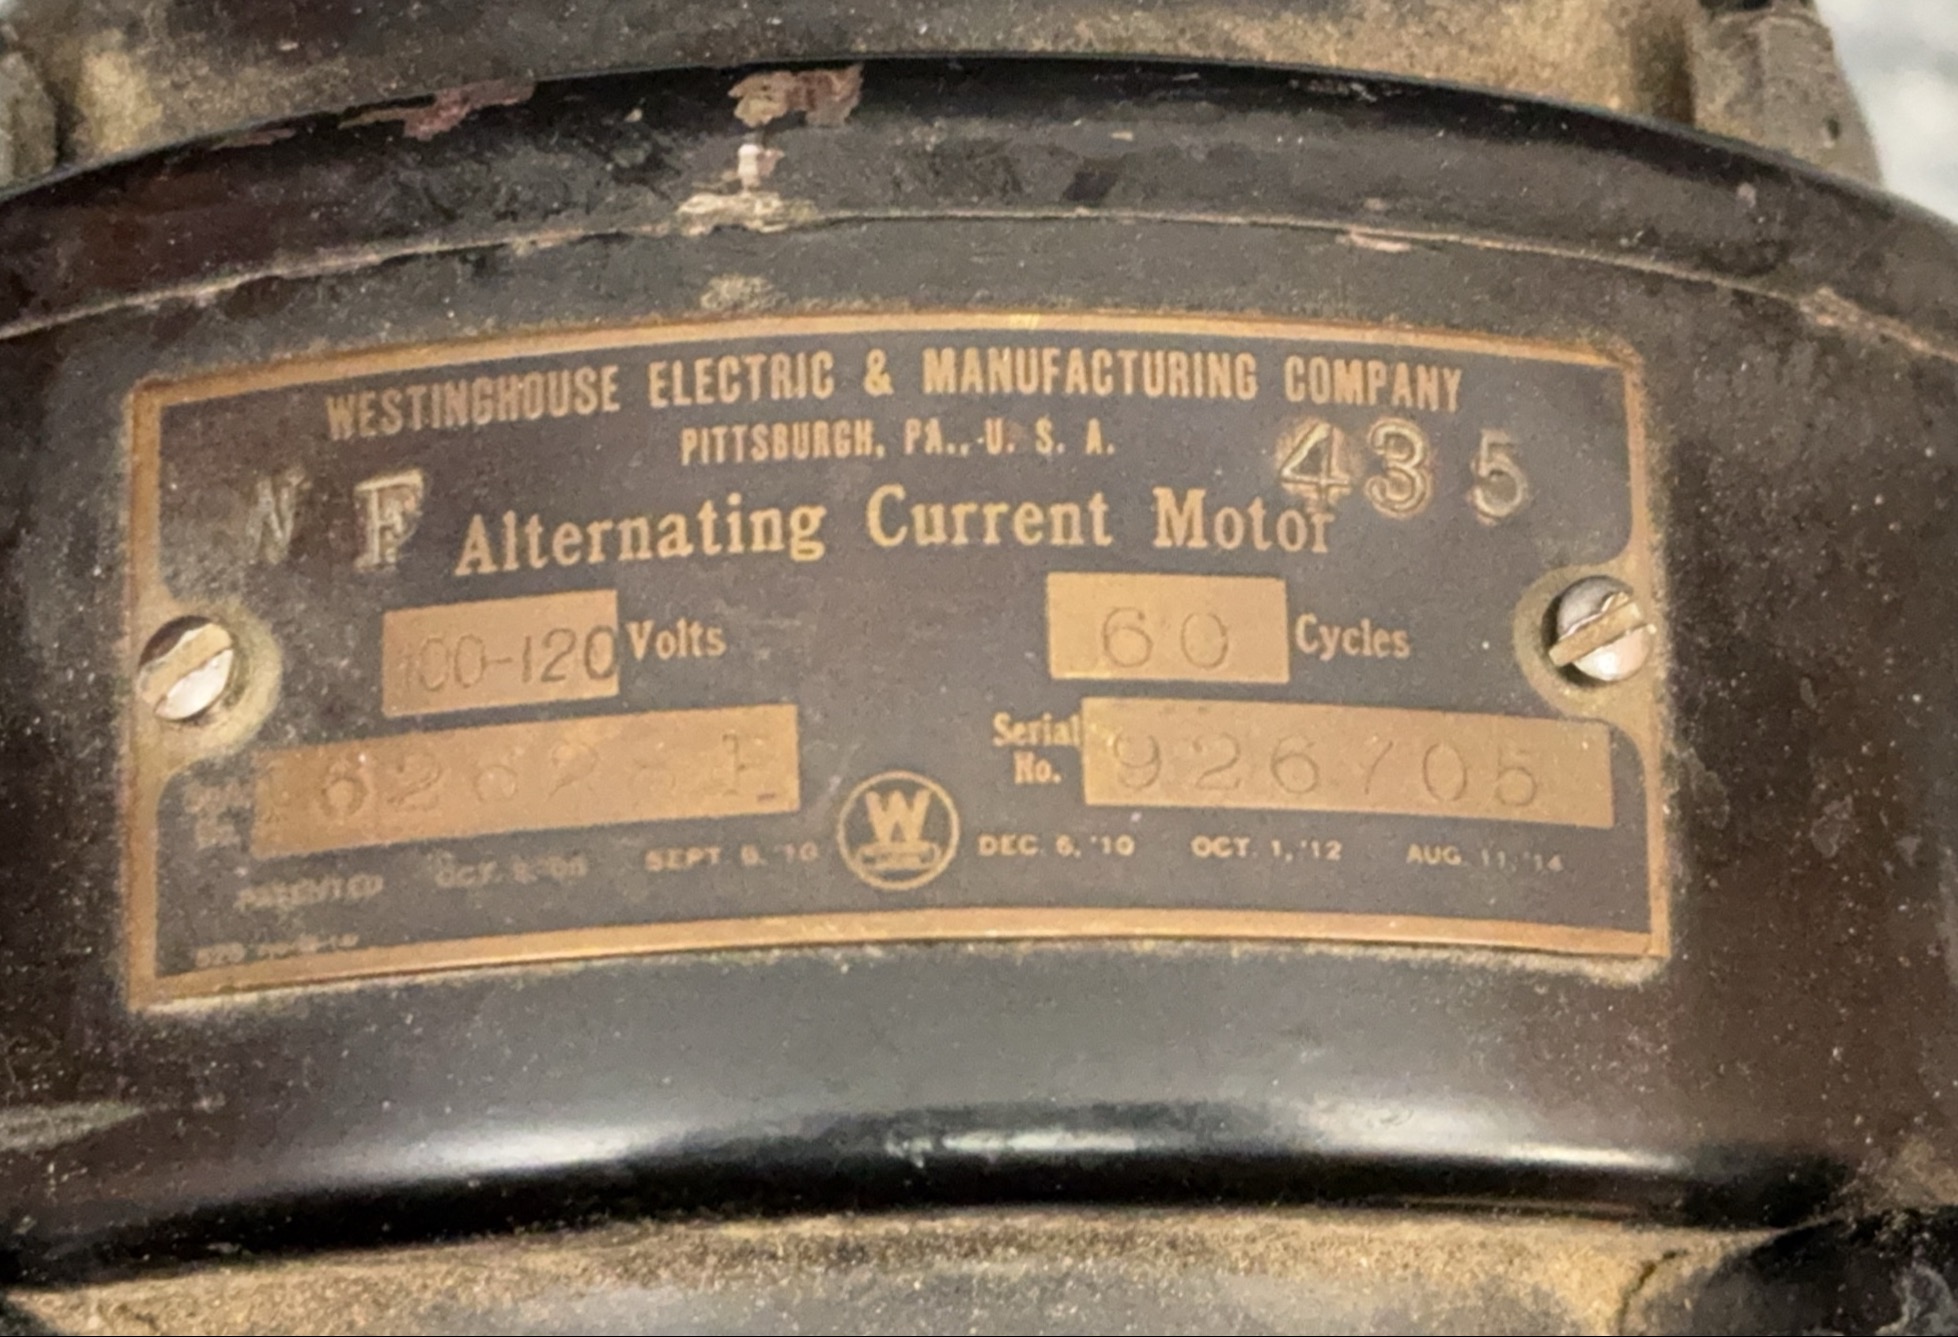 WESTINGHOUSE ELECTRIC & MANUFACTURING COMPANY
PITTSBURGH, PA., U. S. A.
435
N F Alternating Current Motor
100-120 Volts 60 Cycles
Serial No. 926705
W
PATENTED SEPT. 6, '10 DEC. 6, '10 OCT. 1, '12 AUG. 11, '14